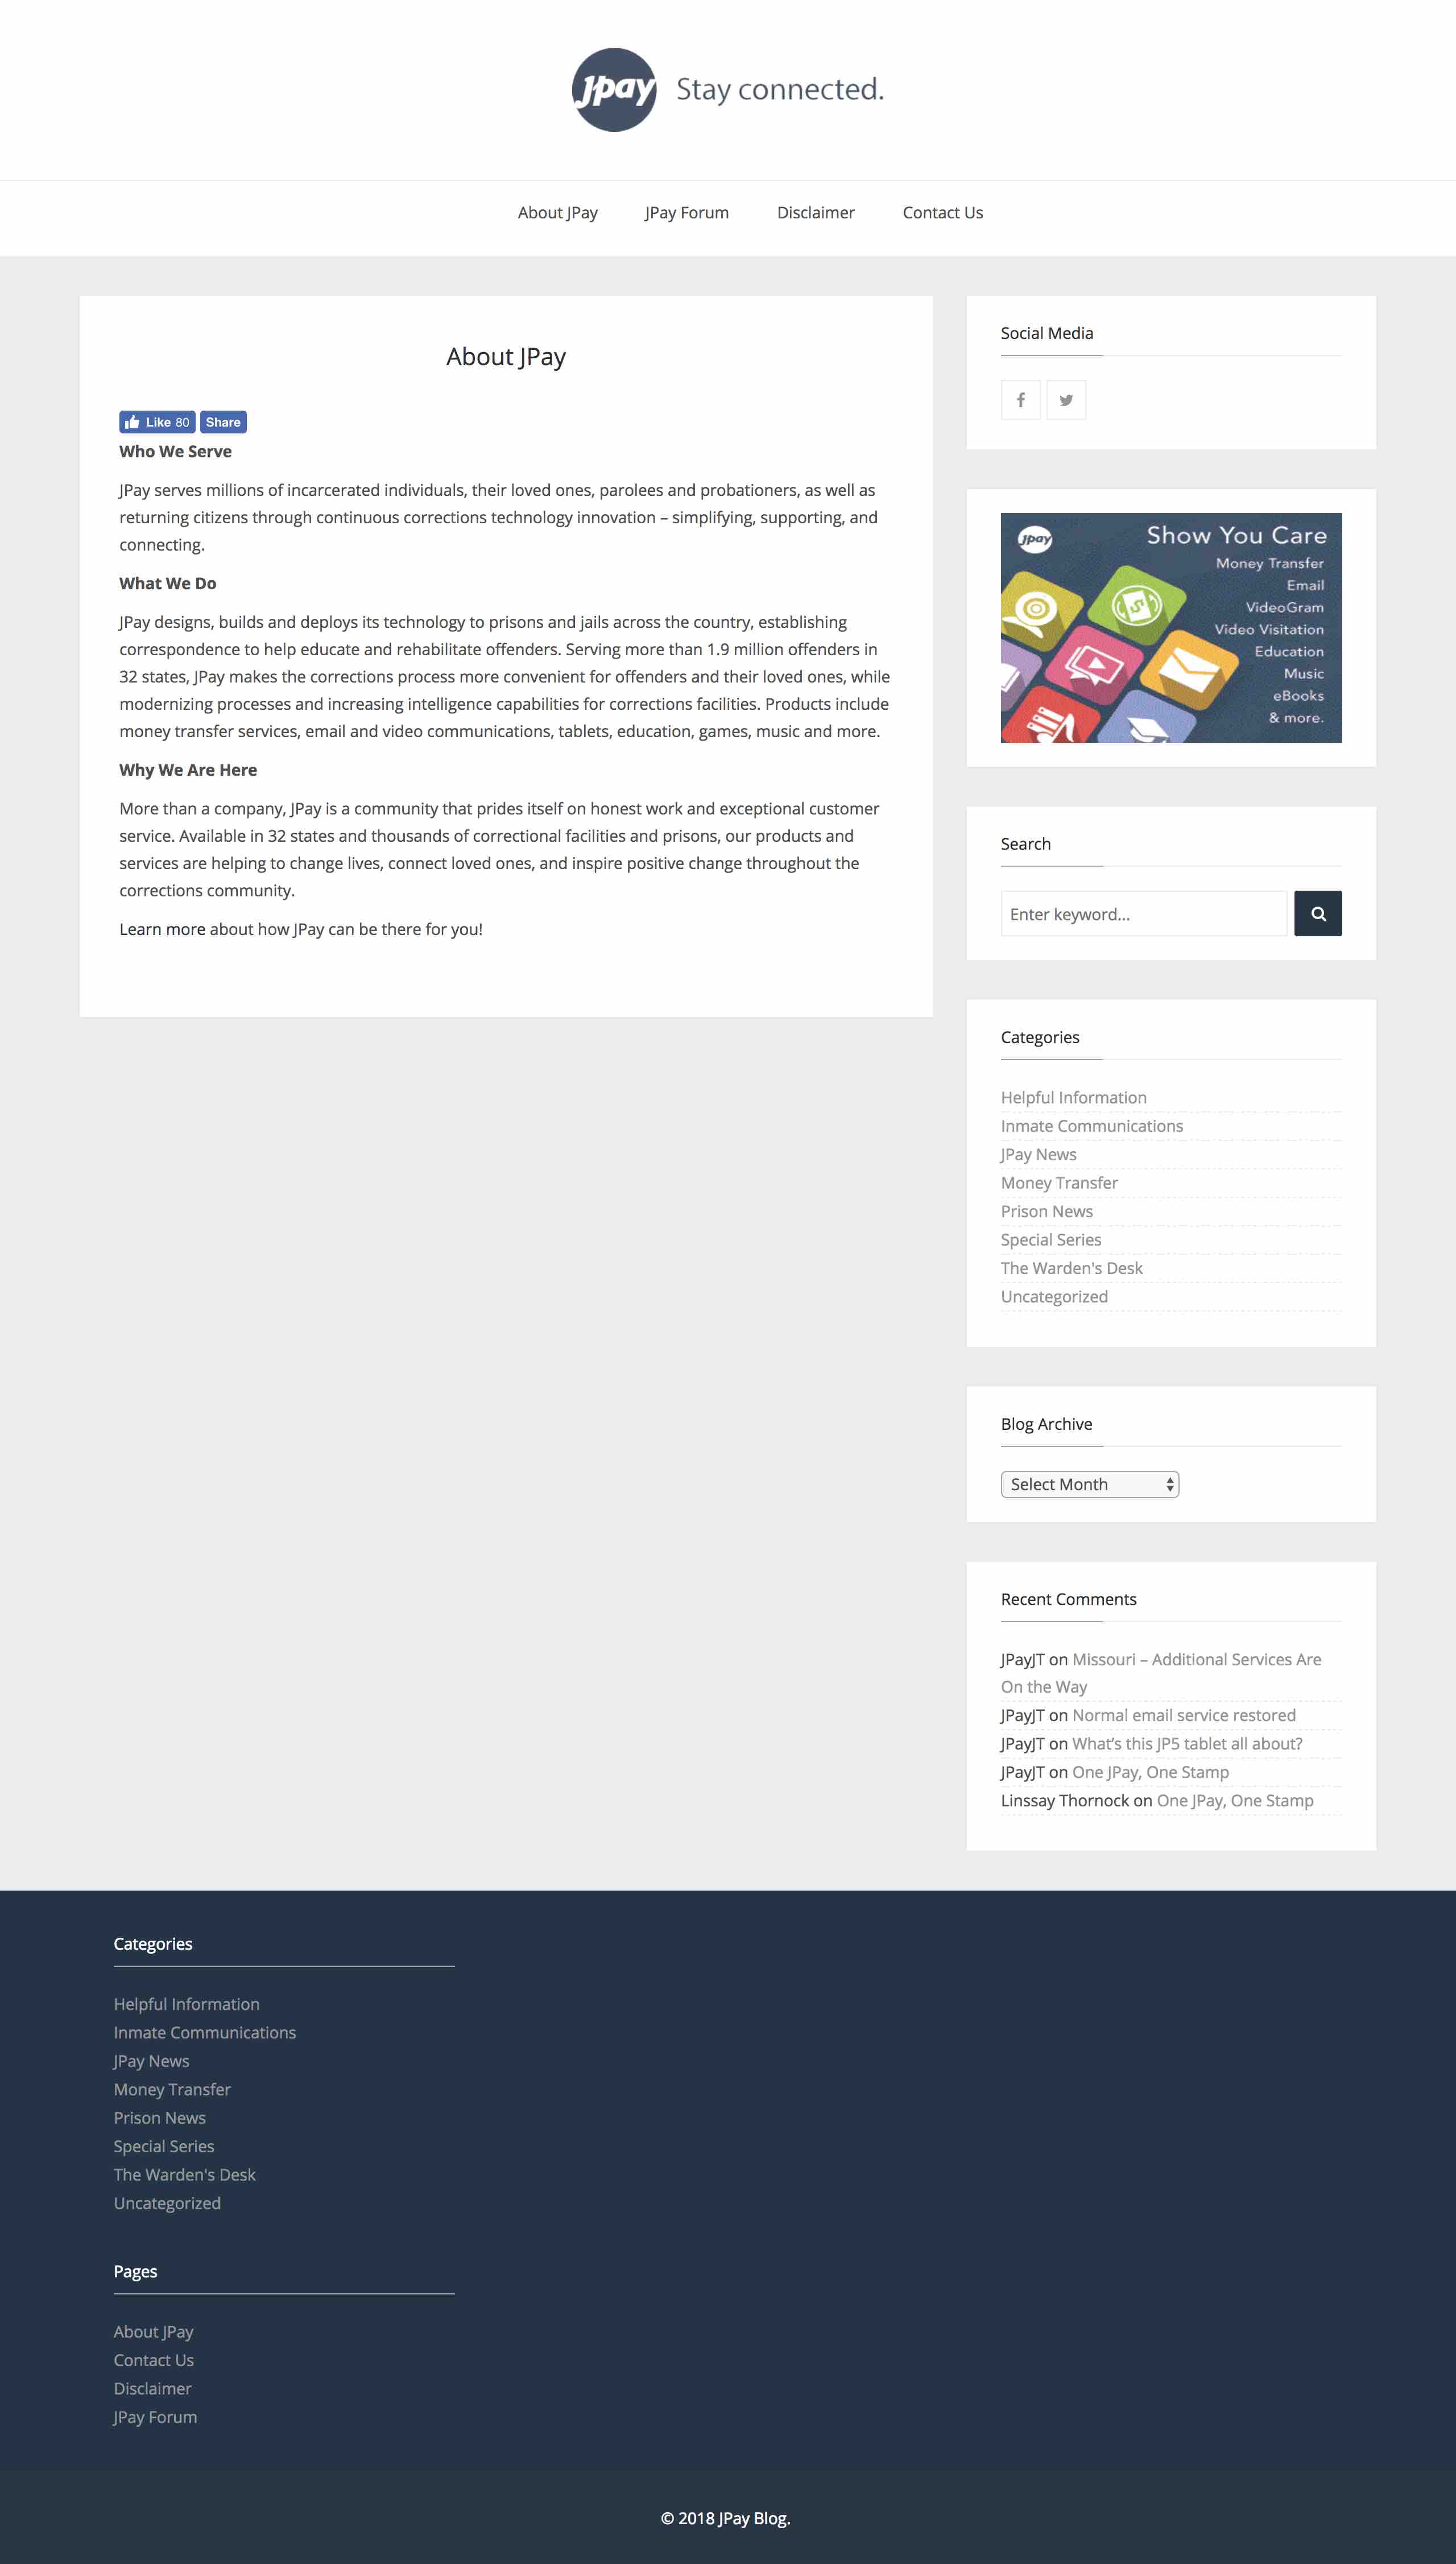 Jpay Stay connected.
About JPay JPay Forum Disclaimer Contact Us
About JPay
Like 80 Share
Who We Serve
JPay serves millions of incarcerated individuals, their loved ones, parolees and probationers, as well as
returning citizens through continuous corrections technology innovation – simplifying, supporting, and
connecting.
What We Do
JPay designs, builds and deploys its technology to prisons and jails across the country, establishing
correspondence to help educate and rehabilitate offenders. Serving more than 1.9 million offenders in
32 states, JPay makes the corrections process more convenient for offenders and their loved ones, while
modernizing processes and increasing intelligence capabilities for corrections facilities. Products include
money transfer services, email and video communications, tablets, education, games, music and more.
Why We Are Here
More than a company, JPay is a community that prides itself on honest work and exceptional customer
service. Available in 32 states and thousands of correctional facilities and prisons, our products and
services are helping to change lives, connect loved ones, and inspire positive change throughout the
corrections community.
Learn more about how JPay can be there for you!
Social Media
Jpay
Show You Care
Money Transfer
Email
VideoGram
Video Visitation
Education
Music
eBooks
& more.
Search
Enter keyword...
Categories
Helpful Information
Inmate Communications
JPay News
Money Transfer
Prison News
Special Series
The Warden's Desk
Uncategorized
Blog Archive
Select Month
Recent Comments
JPayJT on Missouri – Additional Services Are
On the Way
JPayJT on Normal email service restored
JPayJT on What’s this JP5 tablet all about?
JPayJT on One JPay, One Stamp
Linssay Thornock on One JPay, One Stamp
Categories
Helpful Information
Inmate Communications
JPay News
Money Transfer
Prison News
Special Series
The Warden's Desk
Uncategorized
Pages
About JPay
Contact Us
Disclaimer
JPay Forum
© 2018 JPay Blog.